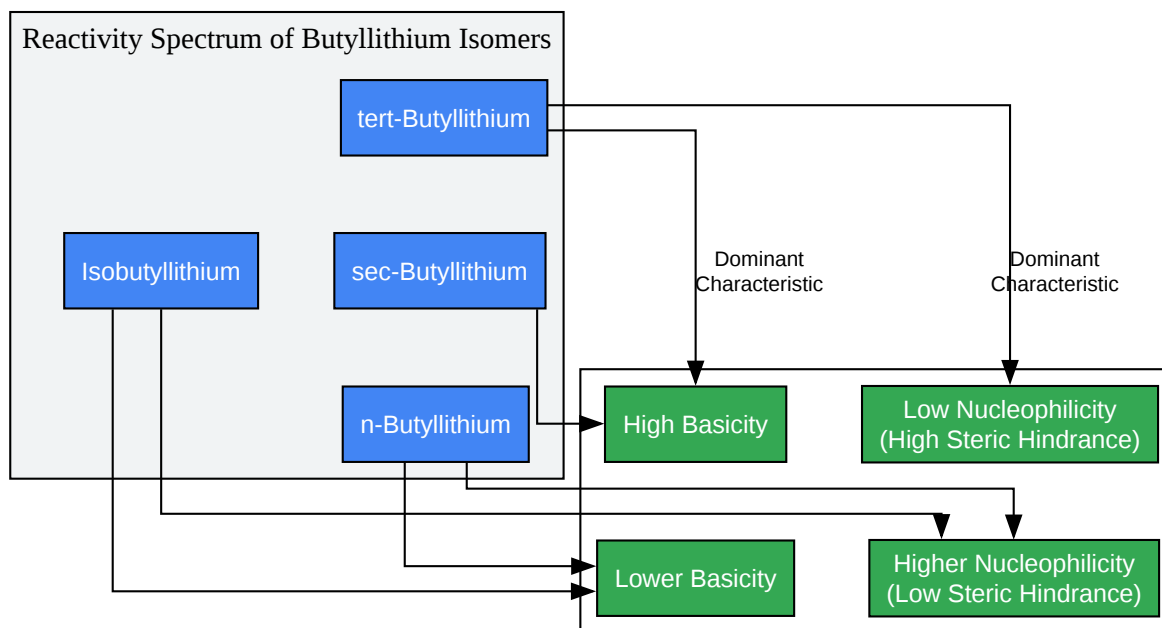 Reactivity Spectrum of Butyllithium Isomers
tert-Butyllithium
Isobutyllithium
sec-Butyllithium
Dominant
Characteristic
Dominant
Characteristic
n-Butyllithium
High Basicity
Low Nucleophilicity
(High Steric Hindrance)
Lower Basicity
Higher Nucleophilicity
(Low Steric Hindrance)